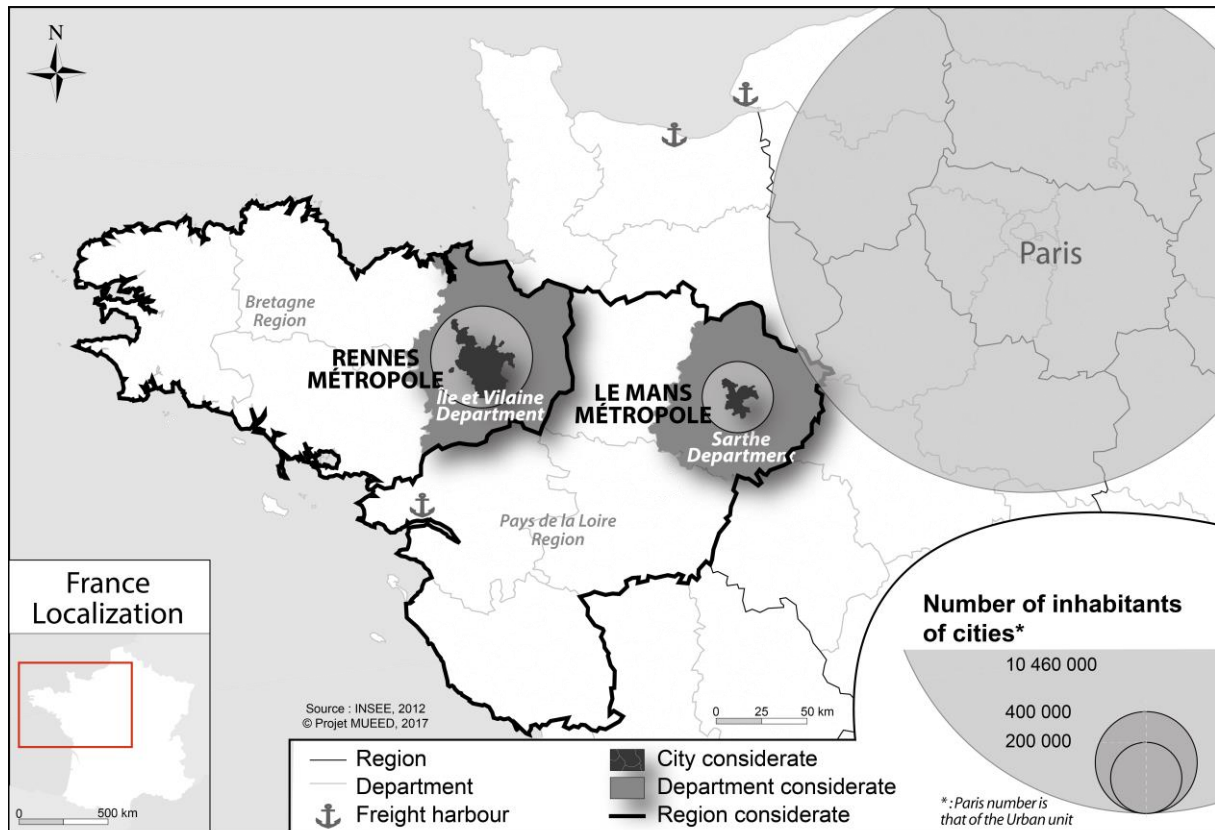 N
Paris
Bretagne
Region
RENNES
MÉTROPOLE
Ile et Vilaine
Department
LE MANS
MÉTROPOLE
Sarthe
Department
Pays de la Loire
Region
France
Localization
0 500 km
Source : INSEE, 2012
© Projet MUEED, 2017
0 25 50 km
Number of inhabitants
of cities*
10 460 000
400 000
200 000
* : Paris number is
that of the Urban unit
Region
Department
Freight harbour
City considerate
Department considerate
Region considerate